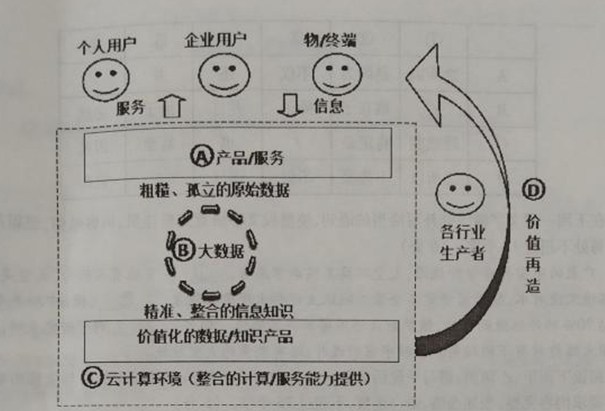 个人用户
企业用户
物/终端
服务
信息
Ⓐ产品/服务
粗糙、孤立的原始数据
Ⓑ大数据
精准、整合的信息知识
价值化的数据/知识产品
Ⓒ云计算环境（整合的计算/服务能力提供）
各行业
生产者
Ⓓ
价
值
再
造